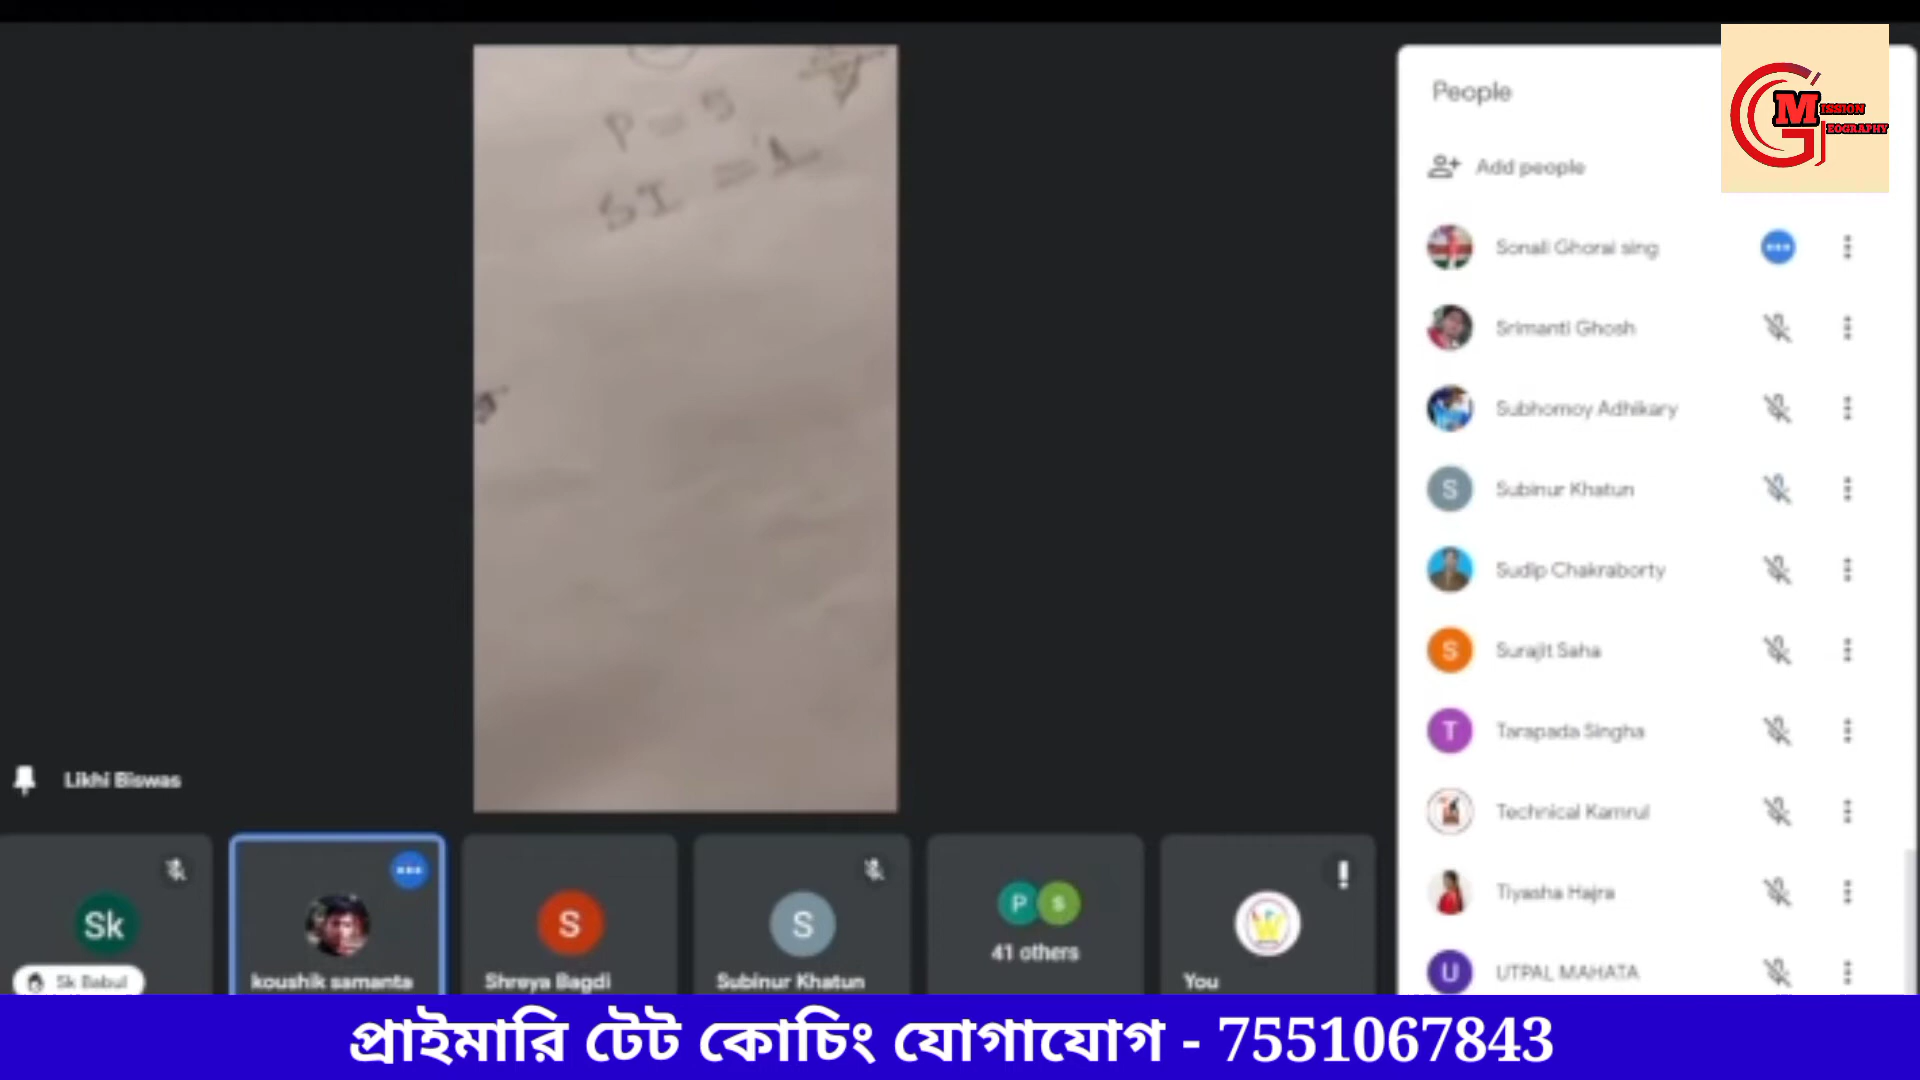 P = 5
SI = 1
People
MISSION
GEOGRAPHY
Add people
Sonali Ghorai sing
Srimanti Ghosh
Subhomoy Adhikary
S Subinur Khatun
Sudip Chakraborty
S Surajit Saha
T Tarapada Singha
Technical Kamrul
Tiyasha Hajra
U UTPAL MAHATA
Likhi Biswas
Sk S S P s
Sk Babul koushik samanta Shreya Bagdi Subinur Khatun 41 others You
প্রাইমারি টেট কোচিং যোগাযোগ - 7551067843